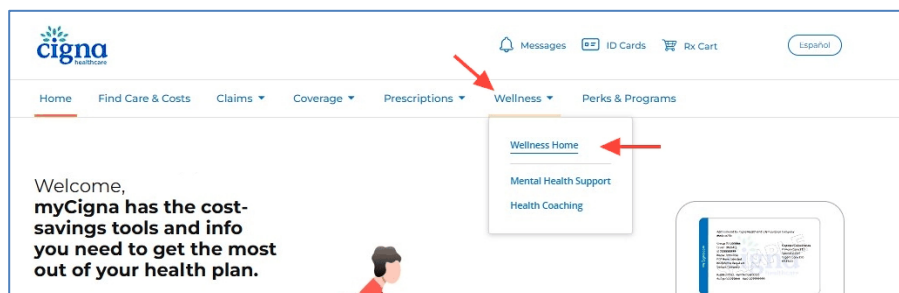 cigna
healthcare
Messages
ID Cards
Rx Cart
Español
Home
Find Care & Costs
Claims
Coverage
Prescriptions
Wellness
Perks & Programs
Wellness Home
Mental Health Support
Health Coaching
Welcome,
myCigna has the cost-
savings tools and info
you need to get the most
out of your health plan.